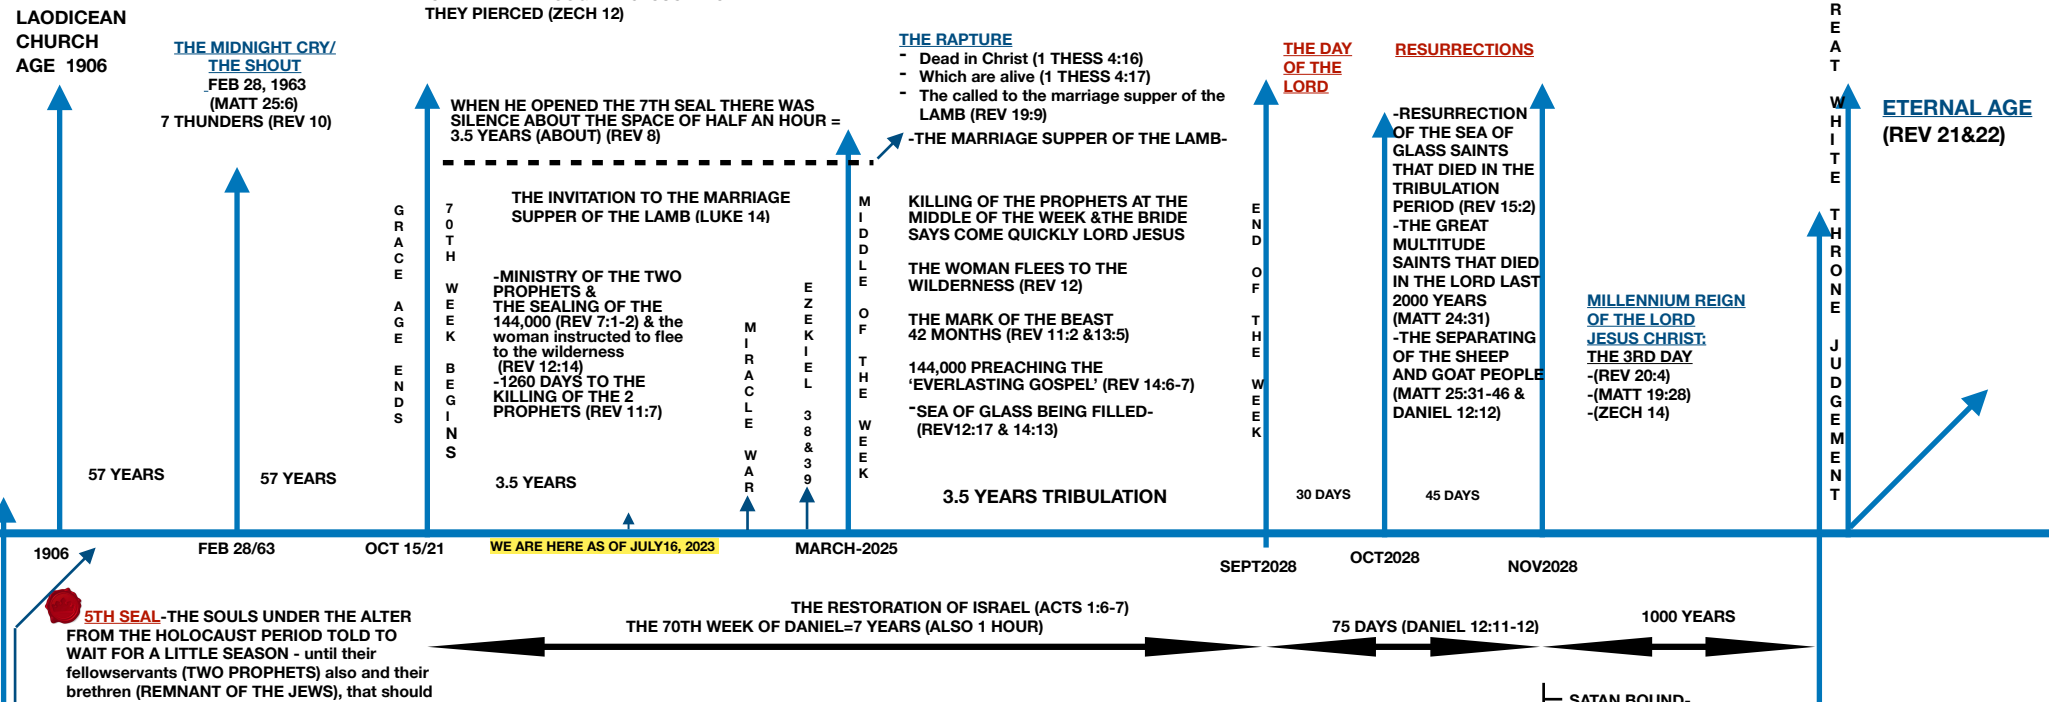 LAODICEAN
CHURCH
AGE 1906
THE MIDNIGHT CRY/
THE SHOUT
FEB 28, 1963
(MATT 25:6)
7 THUNDERS (REV 10)
THEY PIERCED (ZECH 12)
WHEN HE OPENED THE 7TH SEAL THERE WAS
SILENCE ABOUT THE SPACE OF HALF AN HOUR =
3.5 YEARS (ABOUT) (REV 8)
THE INVITATION TO THE MARRIAGE
SUPPER OF THE LAMB (LUKE 14)
GRACE AGE ENDS
70TH WEEK BEGINS
-MINISTRY OF THE TWO
PROPHETS &
THE SEALING OF THE
144,000 (REV 7:1-2) & the
woman instructed to flee
to the wilderness
(REV 12:14)
-1260 DAYS TO THE
KILLING OF THE 2
PROPHETS (REV 11:7)
MIRACLE WAR
EZEKIEL 38&39
MIDDLE OF THE WEEK
THE RAPTURE
- Dead in Christ (1 THESS 4:16)
- Which are alive (1 THESS 4:17)
- The called to the marriage supper of the
LAMB (REV 19:9)
-THE MARRIAGE SUPPER OF THE LAMB-
KILLING OF THE PROPHETS AT THE
MIDDLE OF THE WEEK &THE BRIDE
SAYS COME QUICKLY LORD JESUS
THE WOMAN FLEES TO THE
WILDERNESS (REV 12)
THE MARK OF THE BEAST
42 MONTHS (REV 11:2 &13:5)
144,000 PREACHING THE
‘EVERLASTING GOSPEL’ (REV 14:6-7)
-SEA OF GLASS BEING FILLED-
(REV12:17 & 14:13)
END OF THE WEEK
THE DAY
OF THE
LORD
RESURRECTIONS
-RESURRECTION
OF THE SEA OF
GLASS SAINTS
THAT DIED IN THE
TRIBULATION
PERIOD (REV 15:2)
-THE GREAT
MULTITUDE
SAINTS THAT DIED
IN THE LORD LAST
2000 YEARS
(MATT 24:31)
-THE SEPARATING
OF THE SHEEP
AND GOAT PEOPLE
(MATT 25:31-46 &
DANIEL 12:12)
MILLENNIUM REIGN
OF THE LORD
JESUS CHRIST:
THE 3RD DAY
-(REV 20:4)
-(MATT 19:28)
-(ZECH 14)
REAT WHITE THRONE JUDGEMENT
ETERNAL AGE
(REV 21&22)
57 YEARS
57 YEARS
3.5 YEARS
3.5 YEARS TRIBULATION
30 DAYS
45 DAYS
1906
FEB 28/63
OCT 15/21
WE ARE HERE AS OF JULY16, 2023
MARCH-2025
SEPT2028
OCT2028
NOV2028
5TH SEAL-THE SOULS UNDER THE ALTER
FROM THE HOLOCAUST PERIOD TOLD TO
WAIT FOR A LITTLE SEASON - until their
fellowservants (TWO PROPHETS) also and their
brethren (REMNANT OF THE JEWS), that should
THE RESTORATION OF ISRAEL (ACTS 1:6-7)
THE 70TH WEEK OF DANIEL=7 YEARS (ALSO 1 HOUR)
75 DAYS (DANIEL 12:11-12)
1000 YEARS
SATAN BOUND-